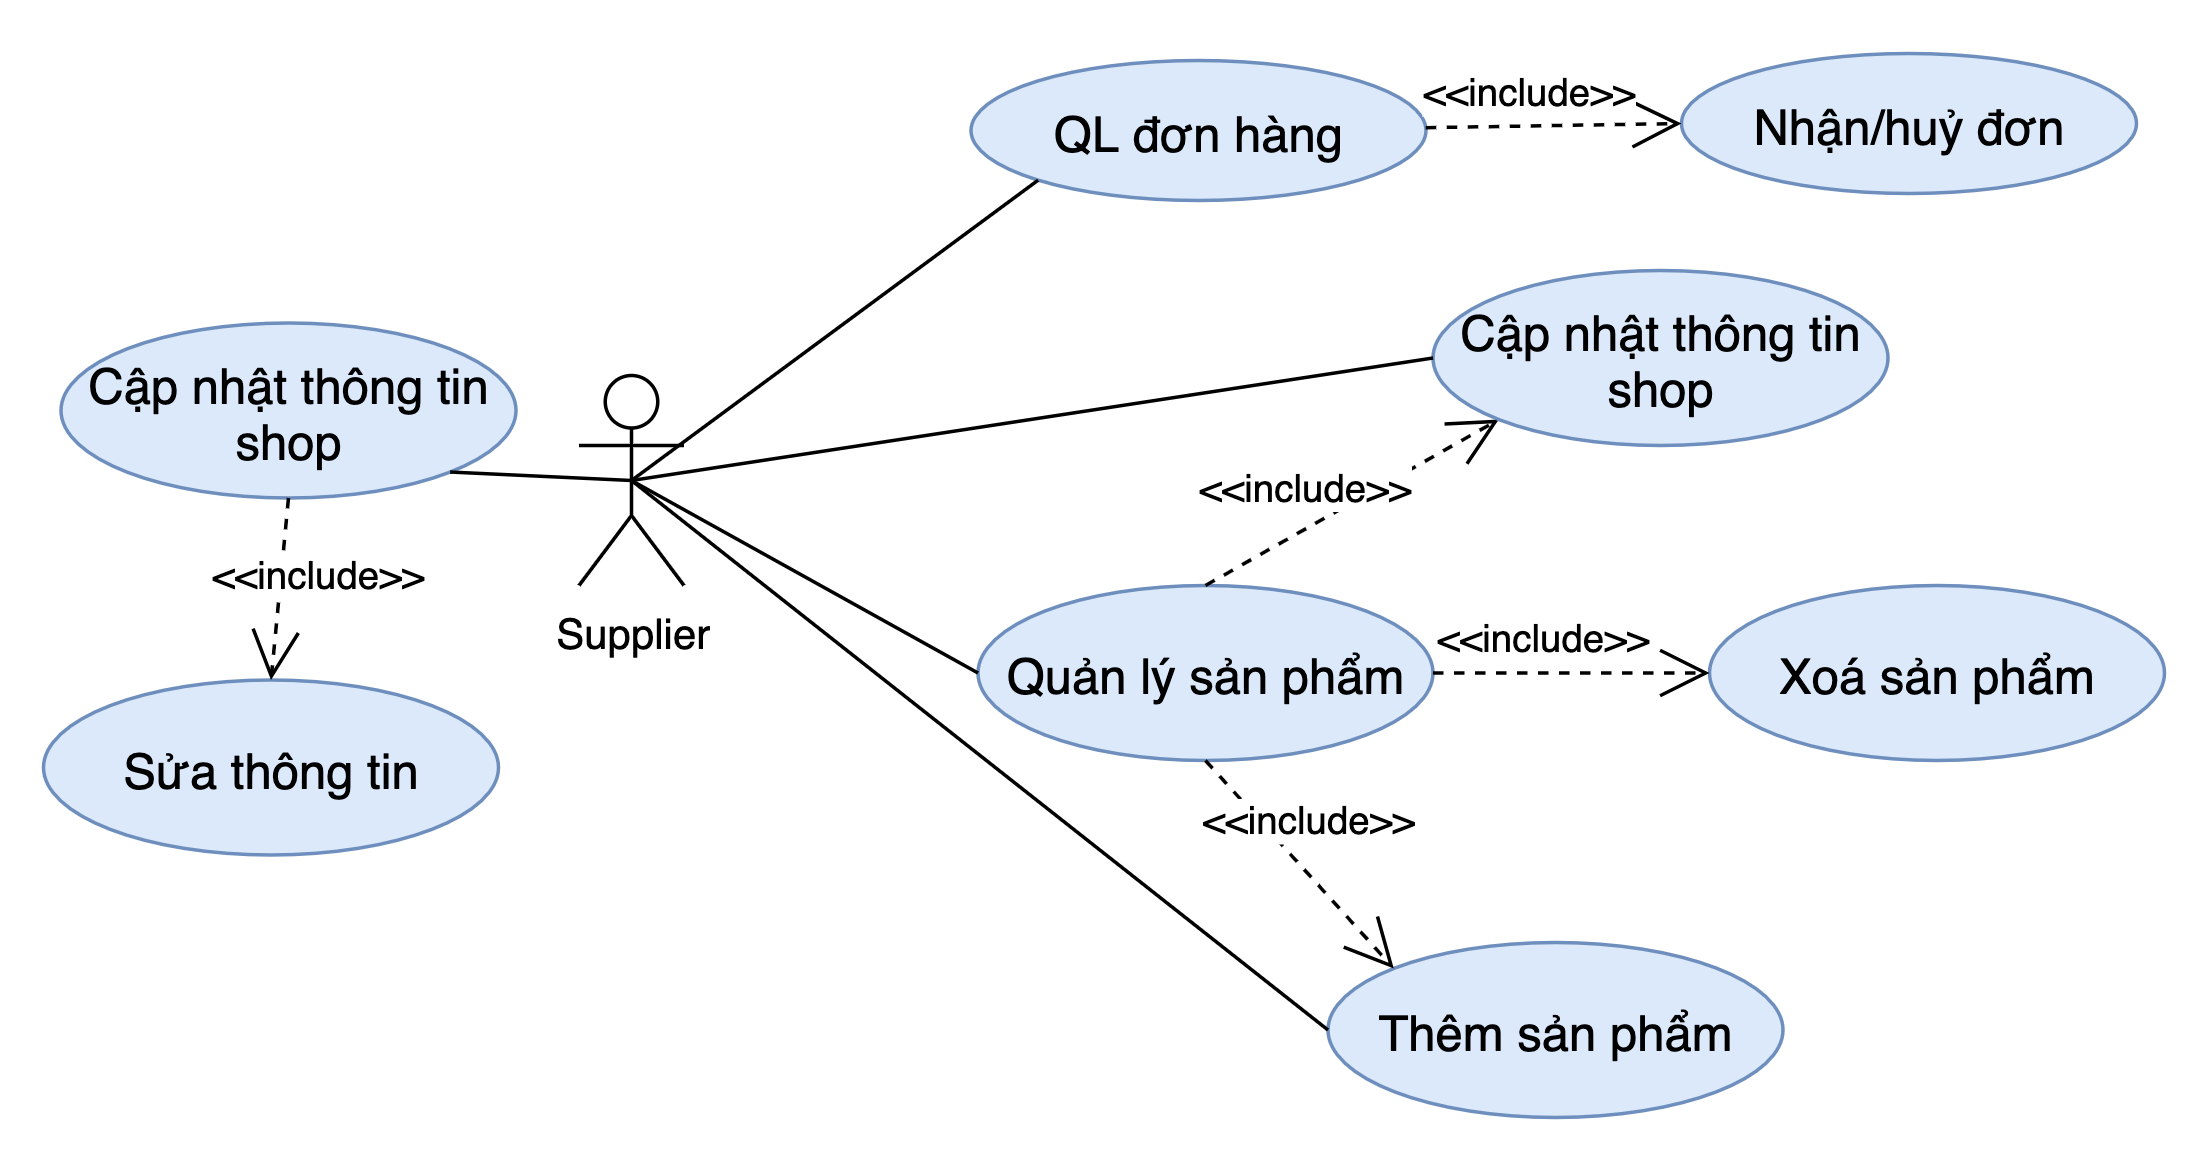 QL đơn hàng
<<include>>
Nhận/huỷ đơn
Cập nhật thông tin
shop
Cập nhật thông tin
shop
<<include>>
<<include>>
Supplier
Quản lý sản phẩm
<<include>>
Xoá sản phẩm
Sửa thông tin
<<include>>
Thêm sản phẩm